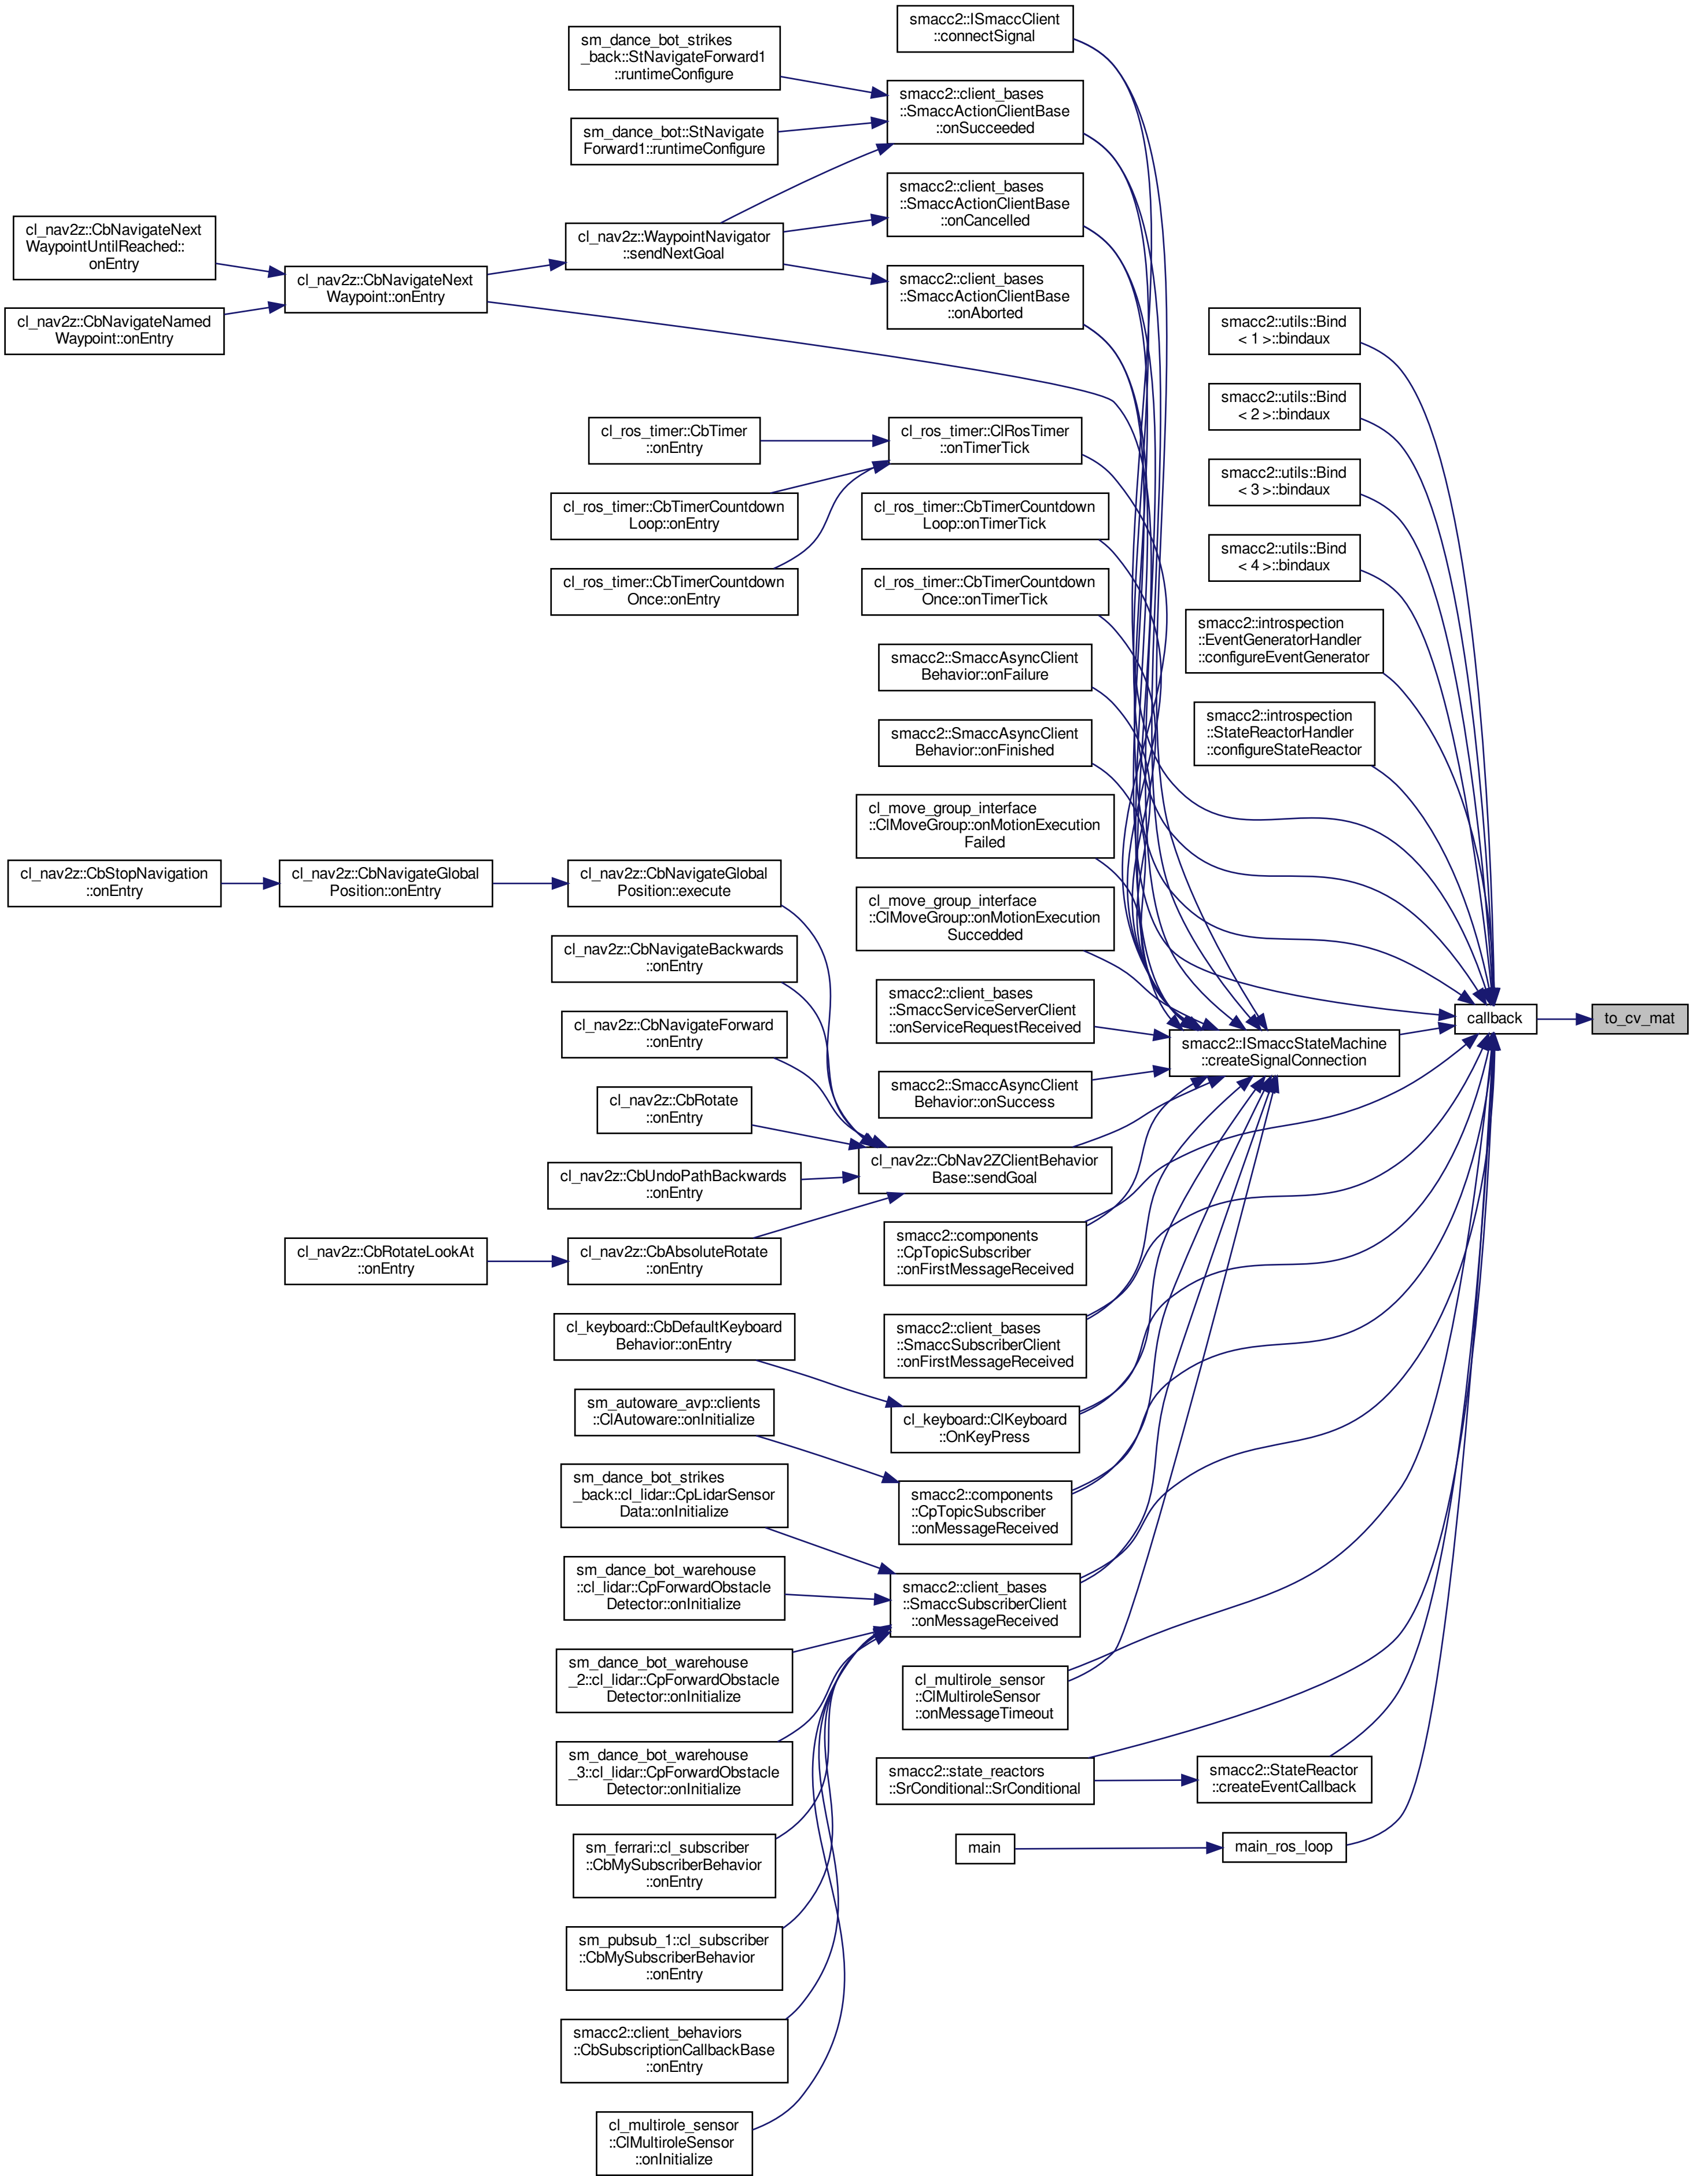 smacc2::ISmaccClient
::connectSignal
sm_dance_bot_strikes
_back::StNavigateForward1
::runtimeConfigure
smacc2::client_bases
::SmaccActionClientBase
::onSucceeded
sm_dance_bot::StNavigate
Forward1::runtimeConfigure
smacc2::client_bases
::SmaccActionClientBase
::onCancelled
cl_nav2z::CbNavigateNext
WaypointUntilReached::
onEntry
cl_nav2z::WaypointNavigator
::sendNextGoal
cl_nav2z::CbNavigateNext
Waypoint::onEntry
smacc2::client_bases
::SmaccActionClientBase
::onAborted
cl_nav2z::CbNavigateNamed
Waypoint::onEntry
smacc2::utils::Bind
< 1 >::bindaux
smacc2::utils::Bind
< 2 >::bindaux
cl_ros_timer::CbTimer
::onEntry
cl_ros_timer::ClRosTimer
::onTimerTick
smacc2::utils::Bind
< 3 >::bindaux
cl_ros_timer::CbTimerCountdown
Loop::onEntry
cl_ros_timer::CbTimerCountdown
Loop::onTimerTick
smacc2::utils::Bind
< 4 >::bindaux
cl_ros_timer::CbTimerCountdown
Once::onEntry
cl_ros_timer::CbTimerCountdown
Once::onTimerTick
smacc2::introspection
::EventGeneratorHandler
::configureEventGenerator
smacc2::SmaccAsyncClient
Behavior::onFailure
smacc2::introspection
::StateReactorHandler
::configureStateReactor
smacc2::SmaccAsyncClient
Behavior::onFinished
cl_move_group_interface
::ClMoveGroup::onMotionExecution
Failed
cl_nav2z::CbStopNavigation
::onEntry
cl_nav2z::CbNavigateGlobal
Position::onEntry
cl_nav2z::CbNavigateGlobal
Position::execute
cl_move_group_interface
::ClMoveGroup::onMotionExecution
Succedded
cl_nav2z::CbNavigateBackwards
::onEntry
smacc2::client_bases
::SmaccServiceServerClient
::onServiceRequestReceived
callback
to_cv_mat
cl_nav2z::CbNavigateForward
::onEntry
smacc2::ISmaccStateMachine
::createSignalConnection
smacc2::SmaccAsyncClient
Behavior::onSuccess
cl_nav2z::CbRotate
::onEntry
cl_nav2z::CbNav2ZClientBehavior
Base::sendGoal
cl_nav2z::CbUndoPathBackwards
::onEntry
smacc2::components
::CpTopicSubscriber
::onFirstMessageReceived
cl_nav2z::CbRotateLookAt
::onEntry
cl_nav2z::CbAbsoluteRotate
::onEntry
cl_keyboard::CbDefaultKeyboard
Behavior::onEntry
smacc2::client_bases
::SmaccSubscriberClient
::onFirstMessageReceived
sm_autoware_avp::clients
::ClAutoware::onInitialize
cl_keyboard::ClKeyboard
::OnKeyPress
sm_dance_bot_strikes
_back::cl_lidar::CpLidarSensor
Data::onInitialize
smacc2::components
::CpTopicSubscriber
::onMessageReceived
sm_dance_bot_warehouse
::cl_lidar::CpForwardObstacle
Detector::onInitialize
smacc2::client_bases
::SmaccSubscriberClient
::onMessageReceived
sm_dance_bot_warehouse
_2::cl_lidar::CpForwardObstacle
Detector::onInitialize
cl_multirole_sensor
::ClMultiroleSensor
::onMessageTimeout
sm_dance_bot_warehouse
_3::cl_lidar::CpForwardObstacle
Detector::onInitialize
smacc2::state_reactors
::SrConditional::SrConditional
smacc2::StateReactor
::createEventCallback
main
main_ros_loop
sm_ferrari::cl_subscriber
::CbMySubscriberBehavior
::onEntry
sm_pubsub_1::cl_subscriber
::CbMySubscriberBehavior
::onEntry
smacc2::client_behaviors
::CbSubscriptionCallbackBase
::onEntry
cl_multirole_sensor
::ClMultiroleSensor
::onInitialize